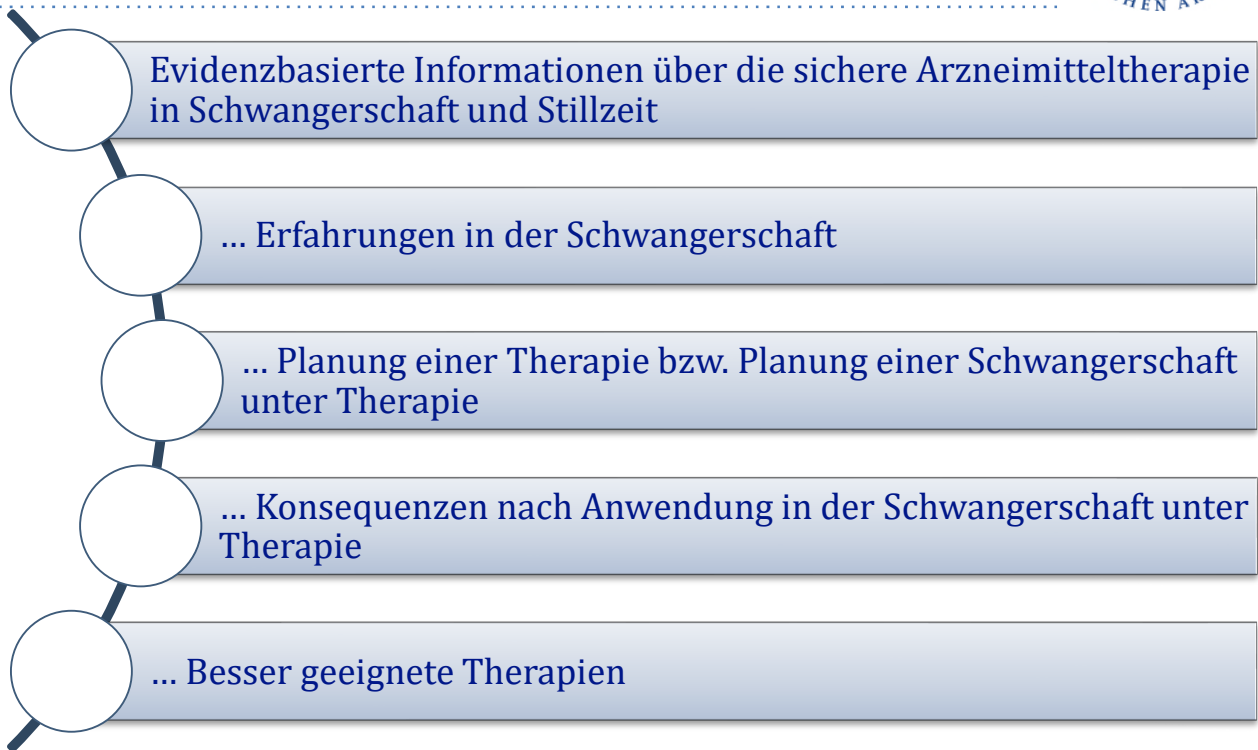 Evidenzbasierte Informationen über die sichere Arzneimitteltherapie
in Schwangerschaft und Stillzeit
… Erfahrungen in der Schwangerschaft
… Planung einer Therapie bzw. Planung einer Schwangerschaft
unter Therapie
… Konsequenzen nach Anwendung in der Schwangerschaft unter
Therapie
… Besser geeignete Therapien